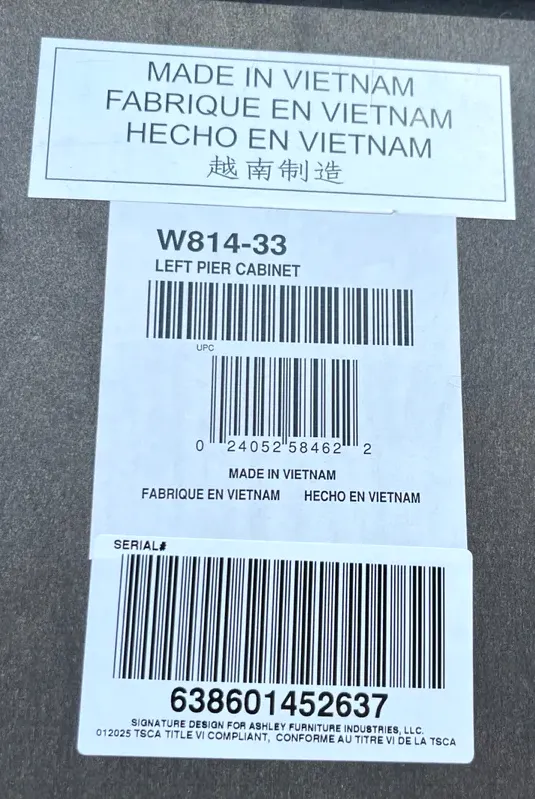 MADE IN VIETNAM
FABRIQUE EN VIETNAM
HECHO EN VIETNAM
越南制造
W814-33
LEFT PIER CABINET
UPC
0 24052 58462 2
MADE IN VIETNAM
FABRIQUE EN VIETNAM HECHO EN VIETNAM
SERIAL#
638601452637
SIGNATURE DESIGN FOR ASHLEY FURNITURE INDUSTRIES, LLC.
012025 TSCA TITLE VI COMPLIANT, CONFORME AU TITRE VI DE LA TSCA